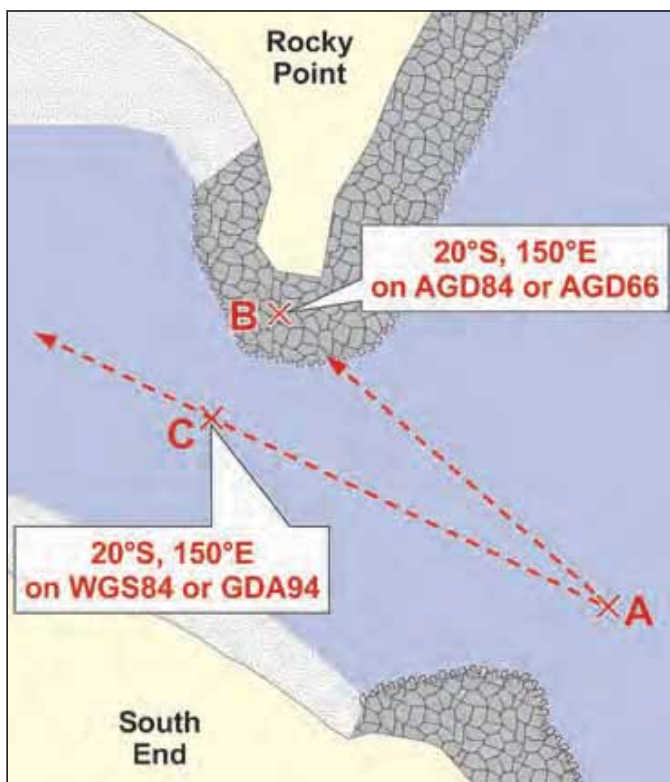 Rocky
Point
20°S, 150°E
on AGD84 or AGD66
B
C
20°S, 150°E
on WGS84 or GDA94
A
South
End